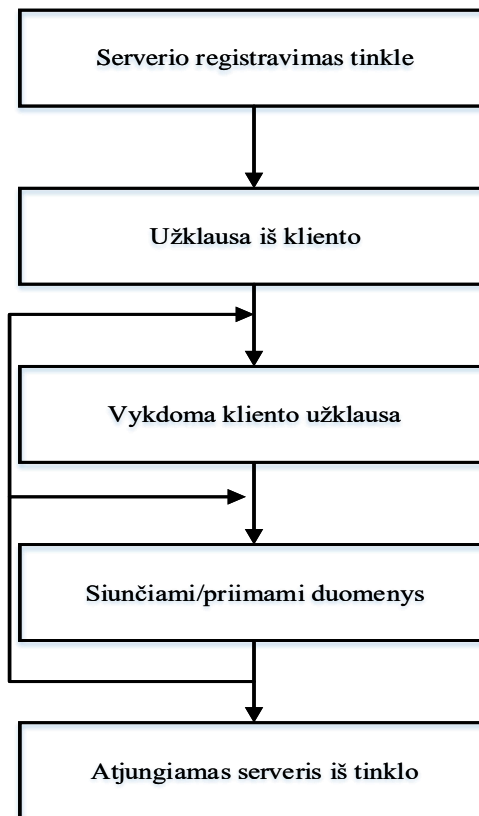 Serverio registravimas tinkle
Užklausa iš kliento
Vykdoma kliento užklausa
Siunčiami/priimami duomenys
Atjungiamas serveris iš tinklo